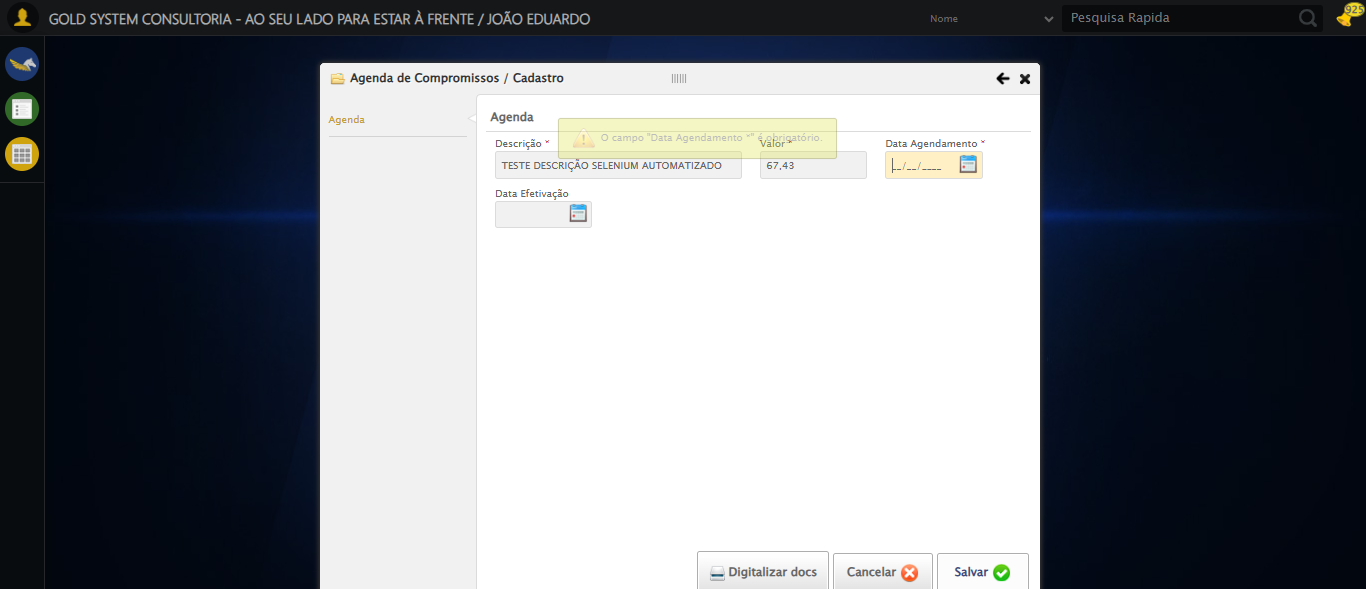 GOLD SYSTEM CONSULTORIA - AO SEU LADO PARA ESTAR À FRENTE / JOÃO EDUARDO
Nome
Pesquisa Rapida
925
Agenda de Compromissos / Cadastro
Agenda
Agenda
O campo "Data Agendamento *" é obrigatório.
Descrição *
Valor *
Data Agendamento *
TESTE DESCRIÇÃO SELENIUM AUTOMATIZADO
67,43
__/__/____
Data Efetivação
Digitalizar docs
Cancelar
Salvar